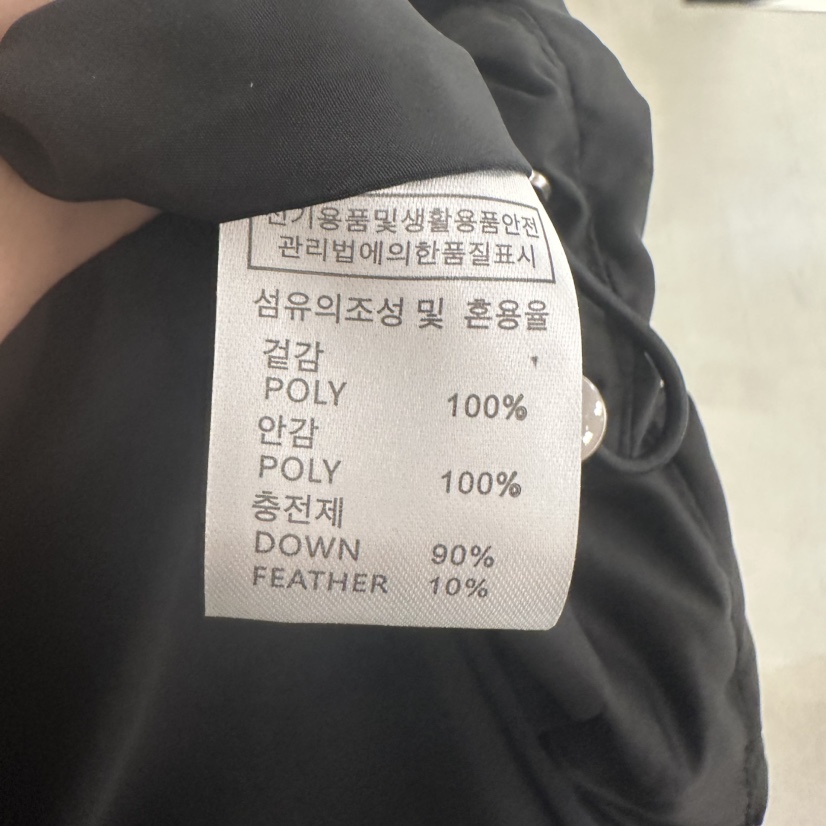 전기용품및생활용품안전
관리법에의한품질표시
섬유의조성 및 혼용율
겉감
POLY 100%
안감
POLY 100%
충전제
DOWN 90%
FEATHER 10%